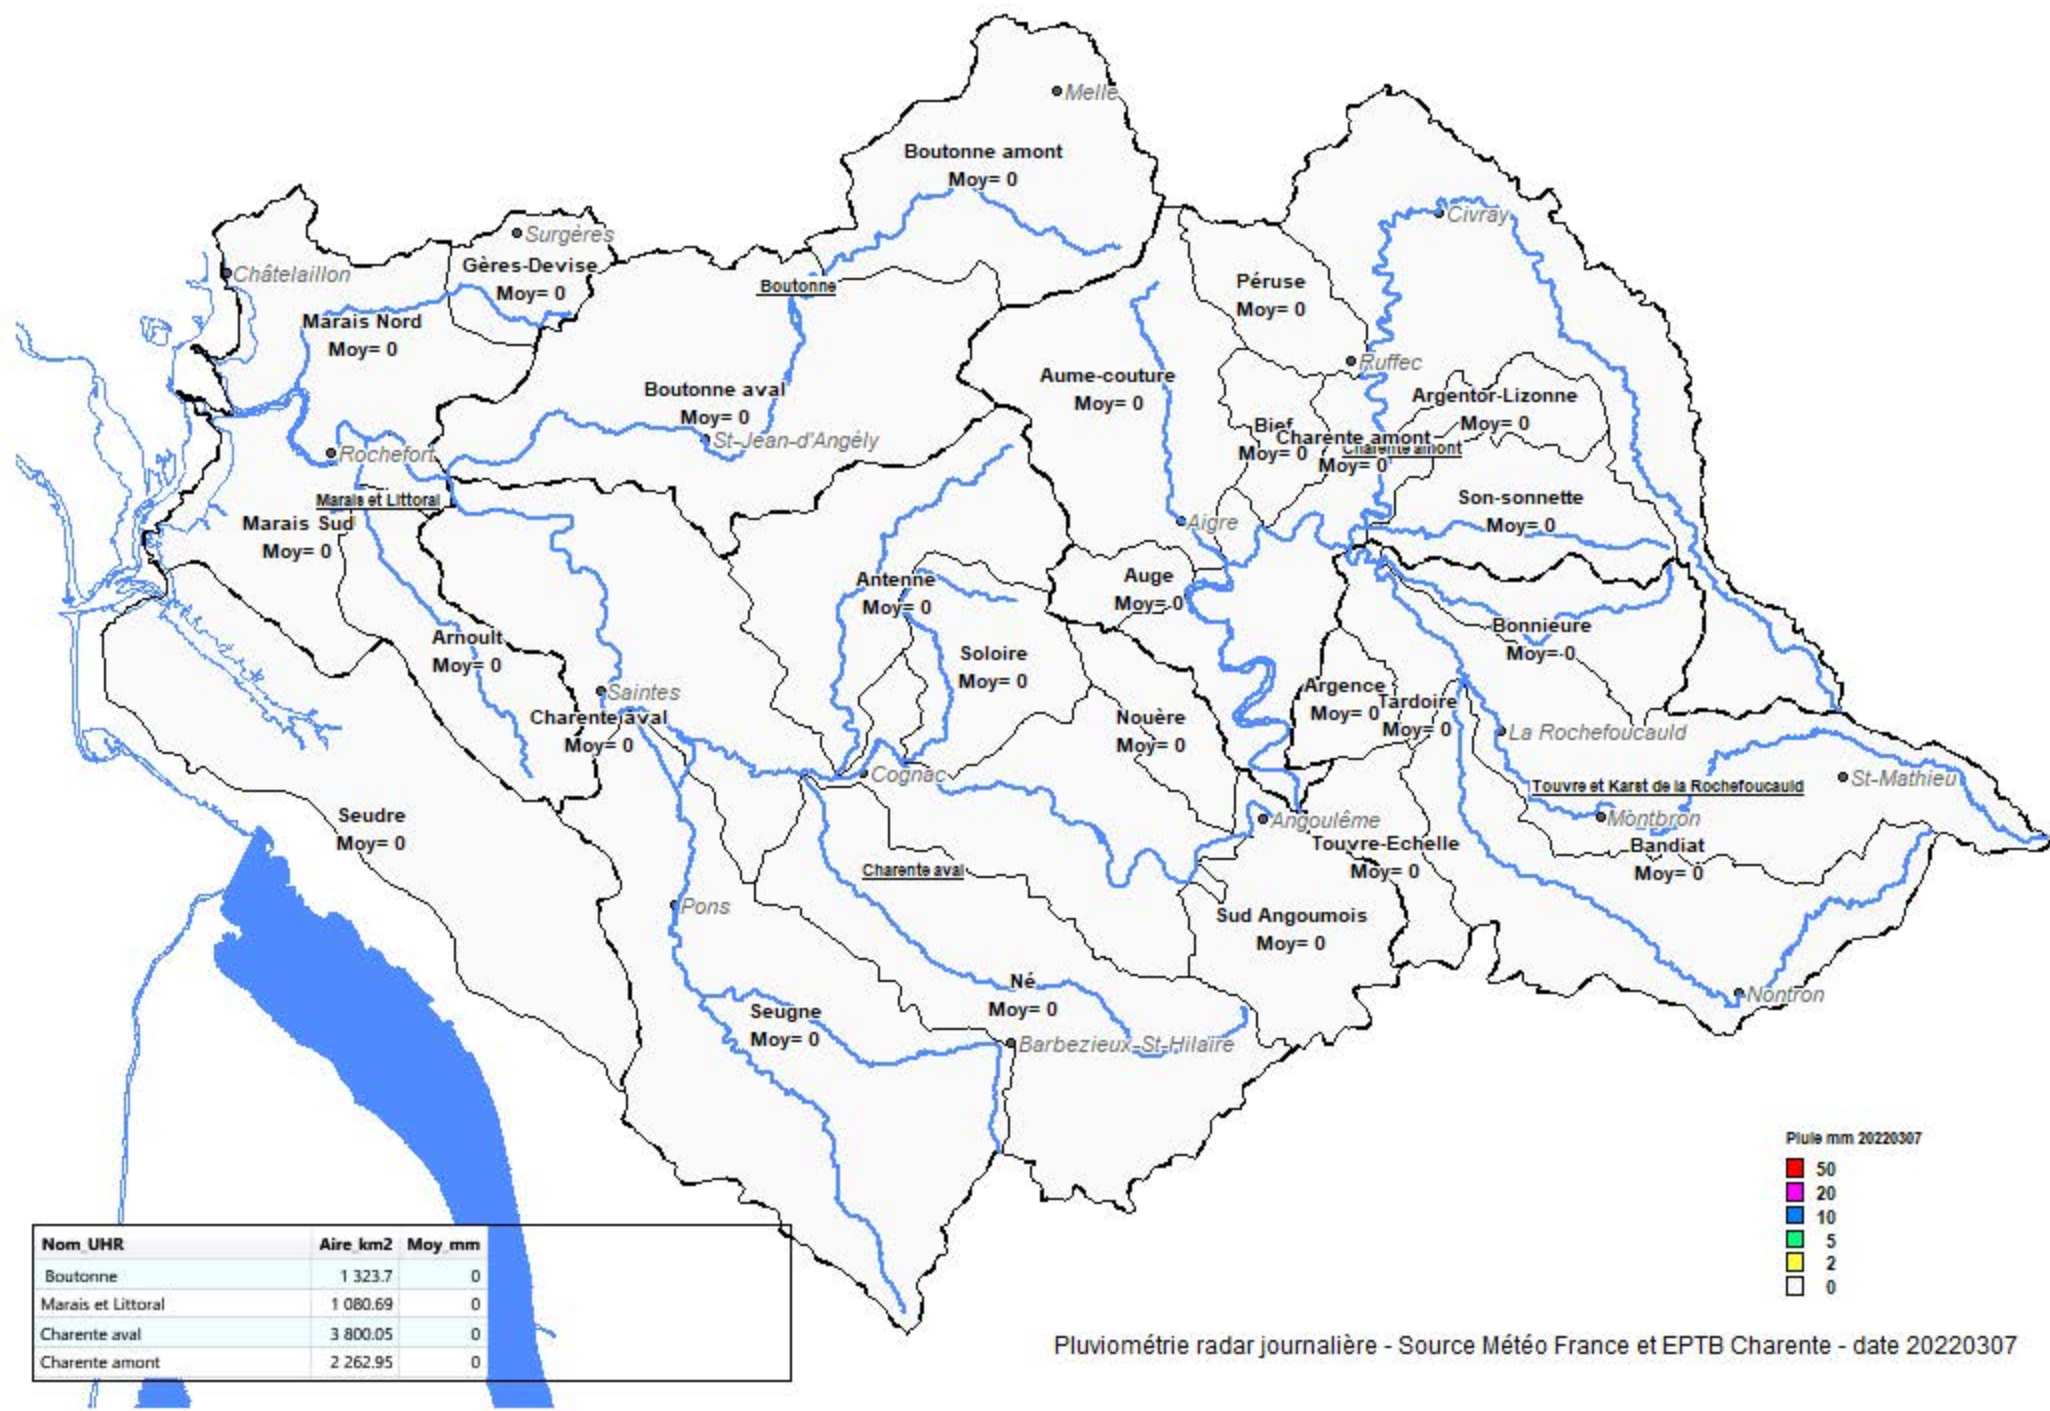 Melle
Boutonne amont
Moy= 0
Civray
Surgères
Châtelaillon
Gères-Devise
Moy= 0
Boutonne
Péruse
Moy= 0
Marais Nord
Moy= 0
Ruffec
Aume-couture
Moy= 0
Boutonne aval
Moy= 0
Argentor-Lizonne
Moy= 0
St-Jean-d'Angély
Bief
Moy= 0
Charente amont
Moy= 0
Charente amont
Rochefort
Marais et Littoral
Son-sonnette
Moy= 0
Marais Sud
Moy= 0
Aigre
Antenne
Moy= 0
Auge
Moy= 0
Bonnieure
Moy= 0
Arnoult
Moy= 0
Soloire
Moy= 0
Saintes
Charente aval
Moy= 0
Nouère
Moy= 0
Argence
Moy= 0
Tardoire
Moy= 0
La Rochefoucauld
Cognac
Touvre et Karst de la Rochefoucauld
St-Mathieu
Seudre
Moy= 0
Angoulême
Montbron
Touvre-Echelle
Moy= 0
Bandiat
Moy= 0
Charente aval
Pons
Sud Angoumois
Moy= 0
Né
Moy= 0
Nontron
Seugne
Moy= 0
Barbezieux-St-Hilaire
Pluie mm 20220307
50
20
10
5
2
0
Nom_UHR Aire_km2 Moy_mm
Boutonne 1 323.7 0
Marais et Littoral 1 080.69 0
Charente aval 3 800.05 0
Charente amont 2 262.95 0
Pluviométrie radar journalière - Source Météo France et EPTB Charente - date 20220307